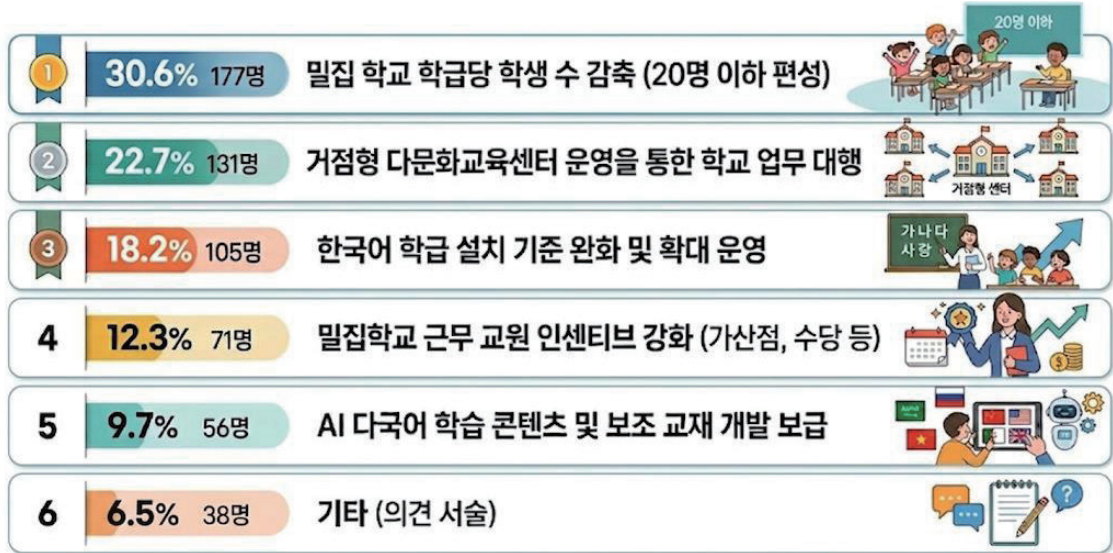 20명 이하
1 30.6% 177명 밀집 학교 학급당 학생 수 감축 (20명 이하 편성)
2 22.7% 131명 거점형 다문화교육센터 운영을 통한 학교 업무 대행
거점형 센터
3 18.2% 105명 한국어 학급 설치 기준 완화 및 확대 운영
가나다
사랑
4 12.3% 71명 밀집학교 근무 교원 인센티브 강화 (가산점, 수당 등)
5 9.7% 56명 AI 다국어 학습 콘텐츠 및 보조 교재 개발 보급
6 6.5% 38명 기타 (의견 서술)